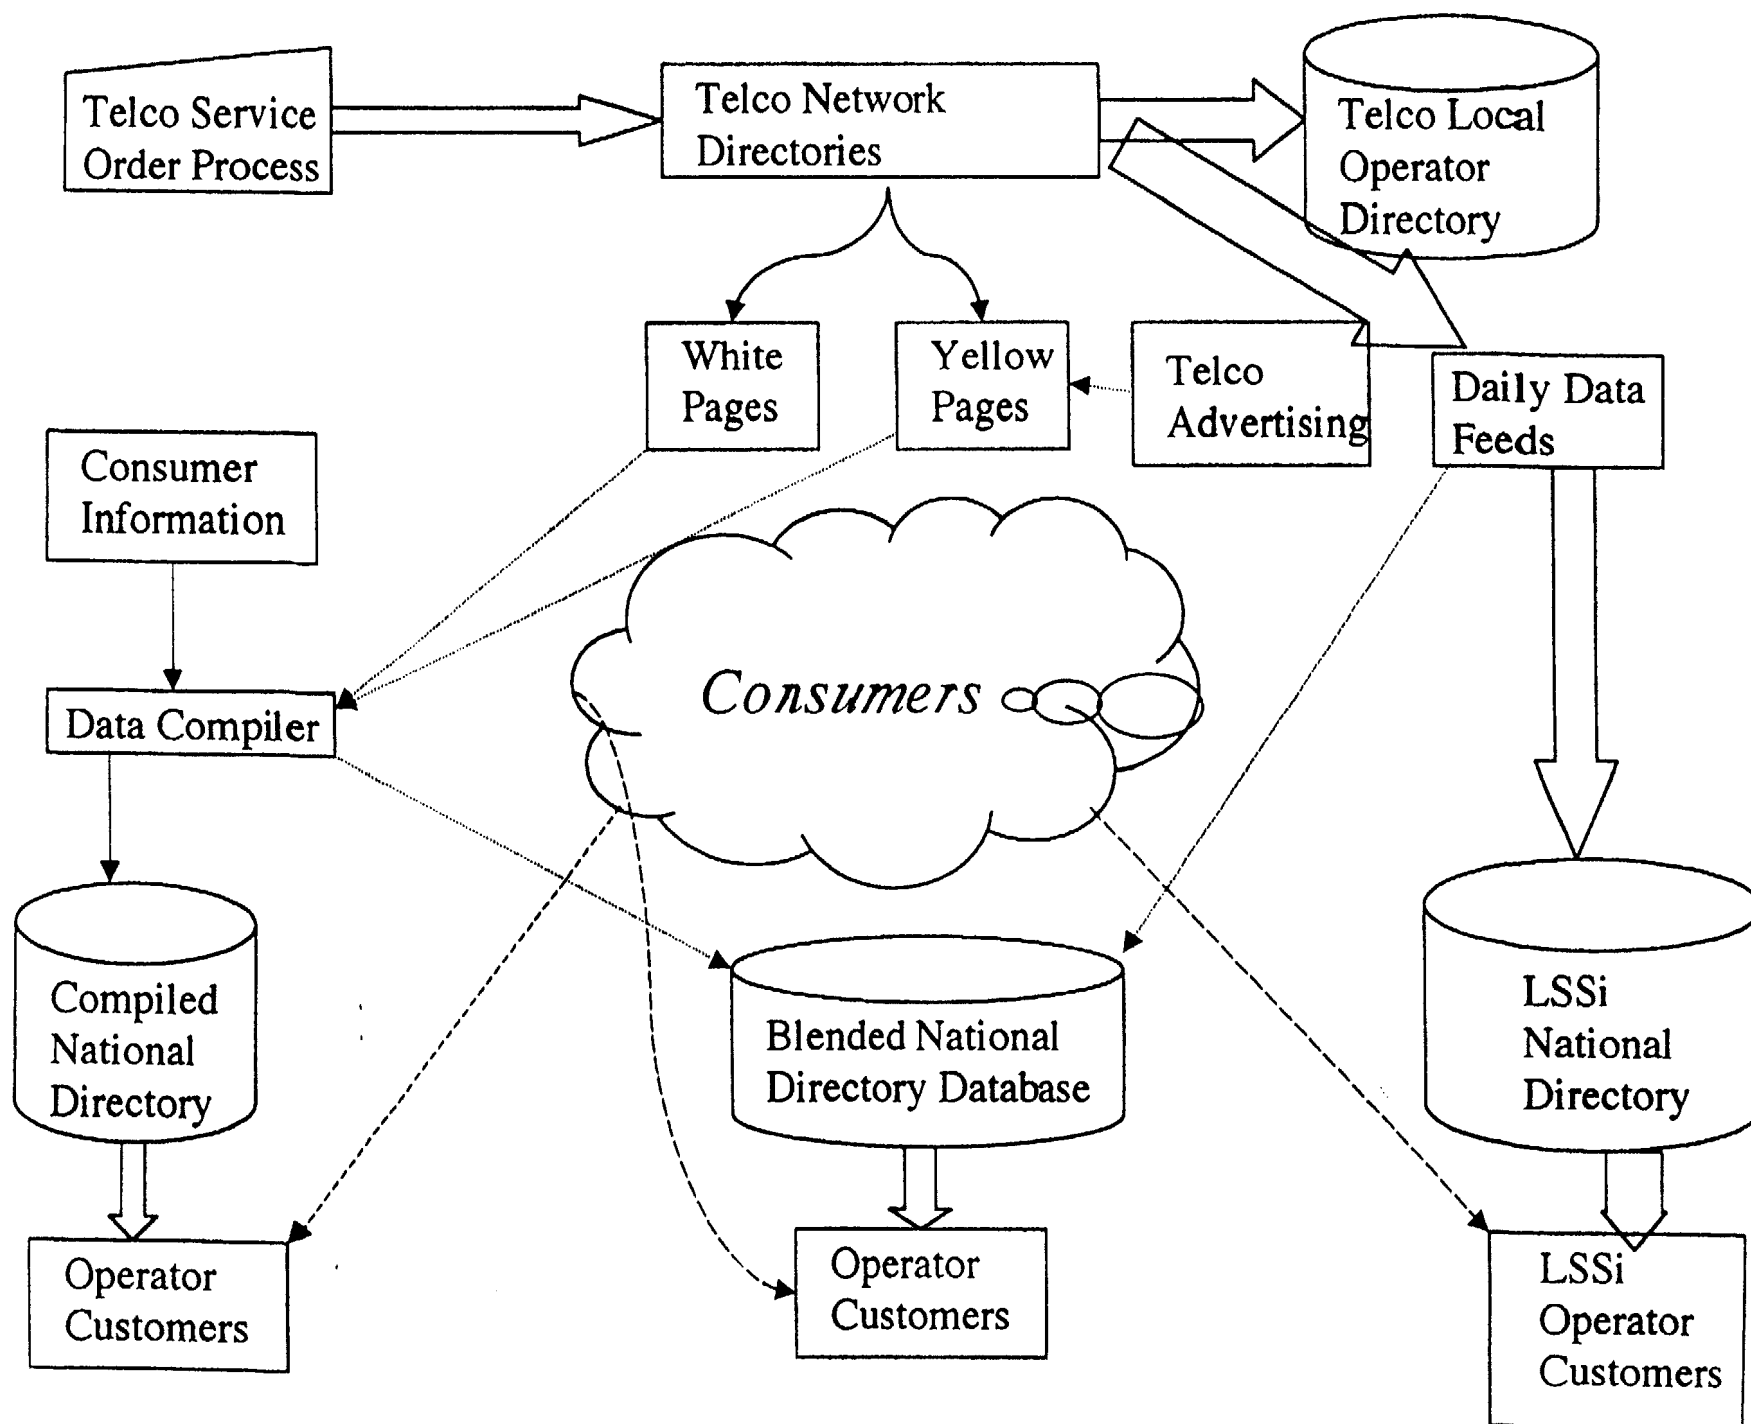 Telco Service
Order Process
Telco Network
Directories
Telco Local
Operator
Directory
White
Pages
Yellow
Pages
Telco
Advertising
Daily Data
Feeds
Consumer
Information
Consumers
Data Compiler
Compiled
National
Directory
Blended National
Directory Database
LSSi
National
Directory
Operator
Customers
Operator
Customers
LSSi
Operator
Customers